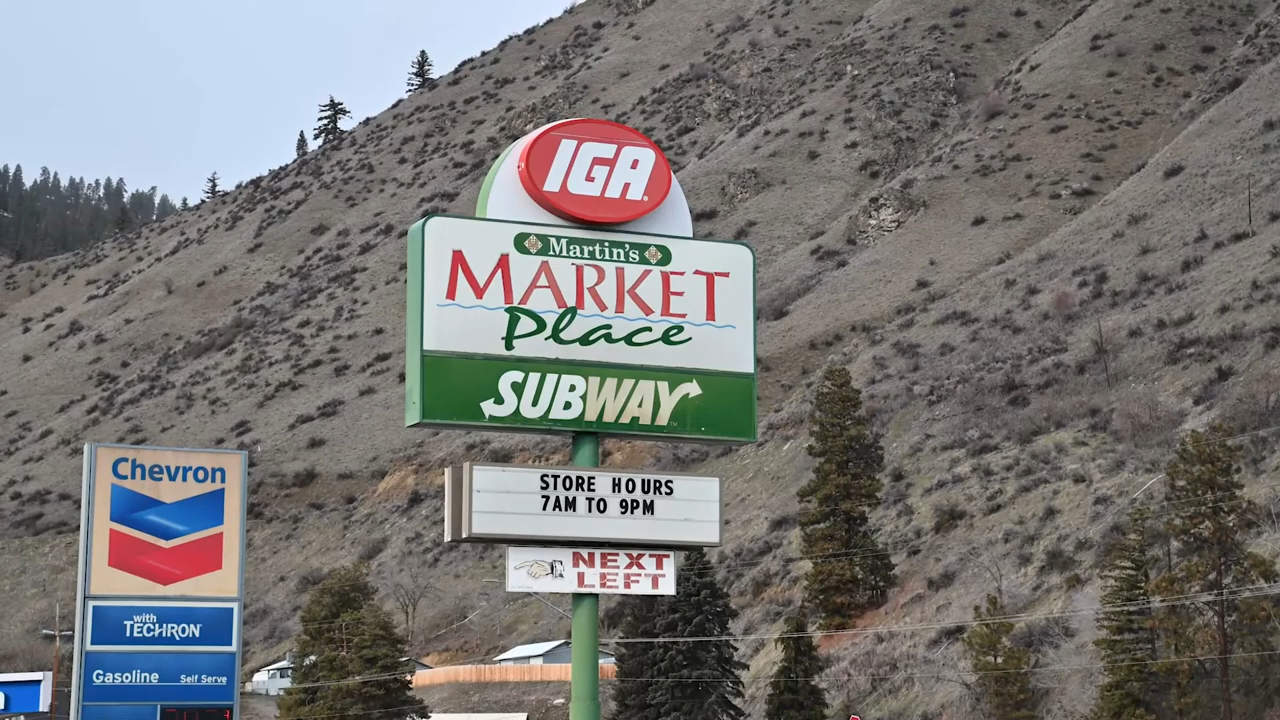 IGA
Martin's
MARKET
Place
SUBWAY
STORE HOURS
7AM TO 9PM
NEXT
LEFT
Chevron
with
TECHRON
Gasoline Self Serve